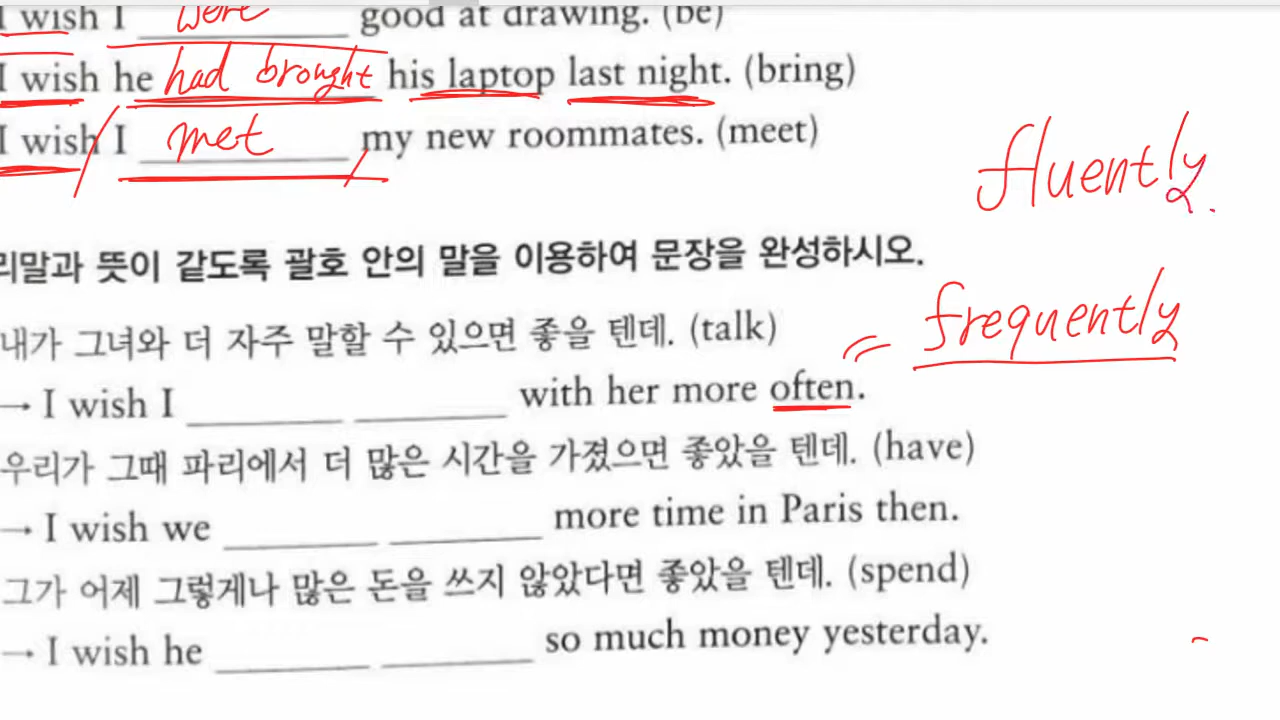 I wish I were good at drawing. (be)
I wish he had brought his laptop last night. (bring)
I wish I met my new roommates. (meet)
fluently.
리말과 뜻이 같도록 괄호 안의 말을 이용하여 문장을 완성하시오.
frequently
내가 그녀와 더 자주 말할 수 있으면 좋을 텐데. (talk)
→ I wish I ______ ______ with her more often. =
우리가 그때 파리에서 더 많은 시간을 가졌으면 좋았을 텐데. (have)
→ I wish we ______ ______ more time in Paris then.
그가 어제 그렇게나 많은 돈을 쓰지 않았다면 좋았을 텐데. (spend)
→ I wish he ______ ______ so much money yesterday.